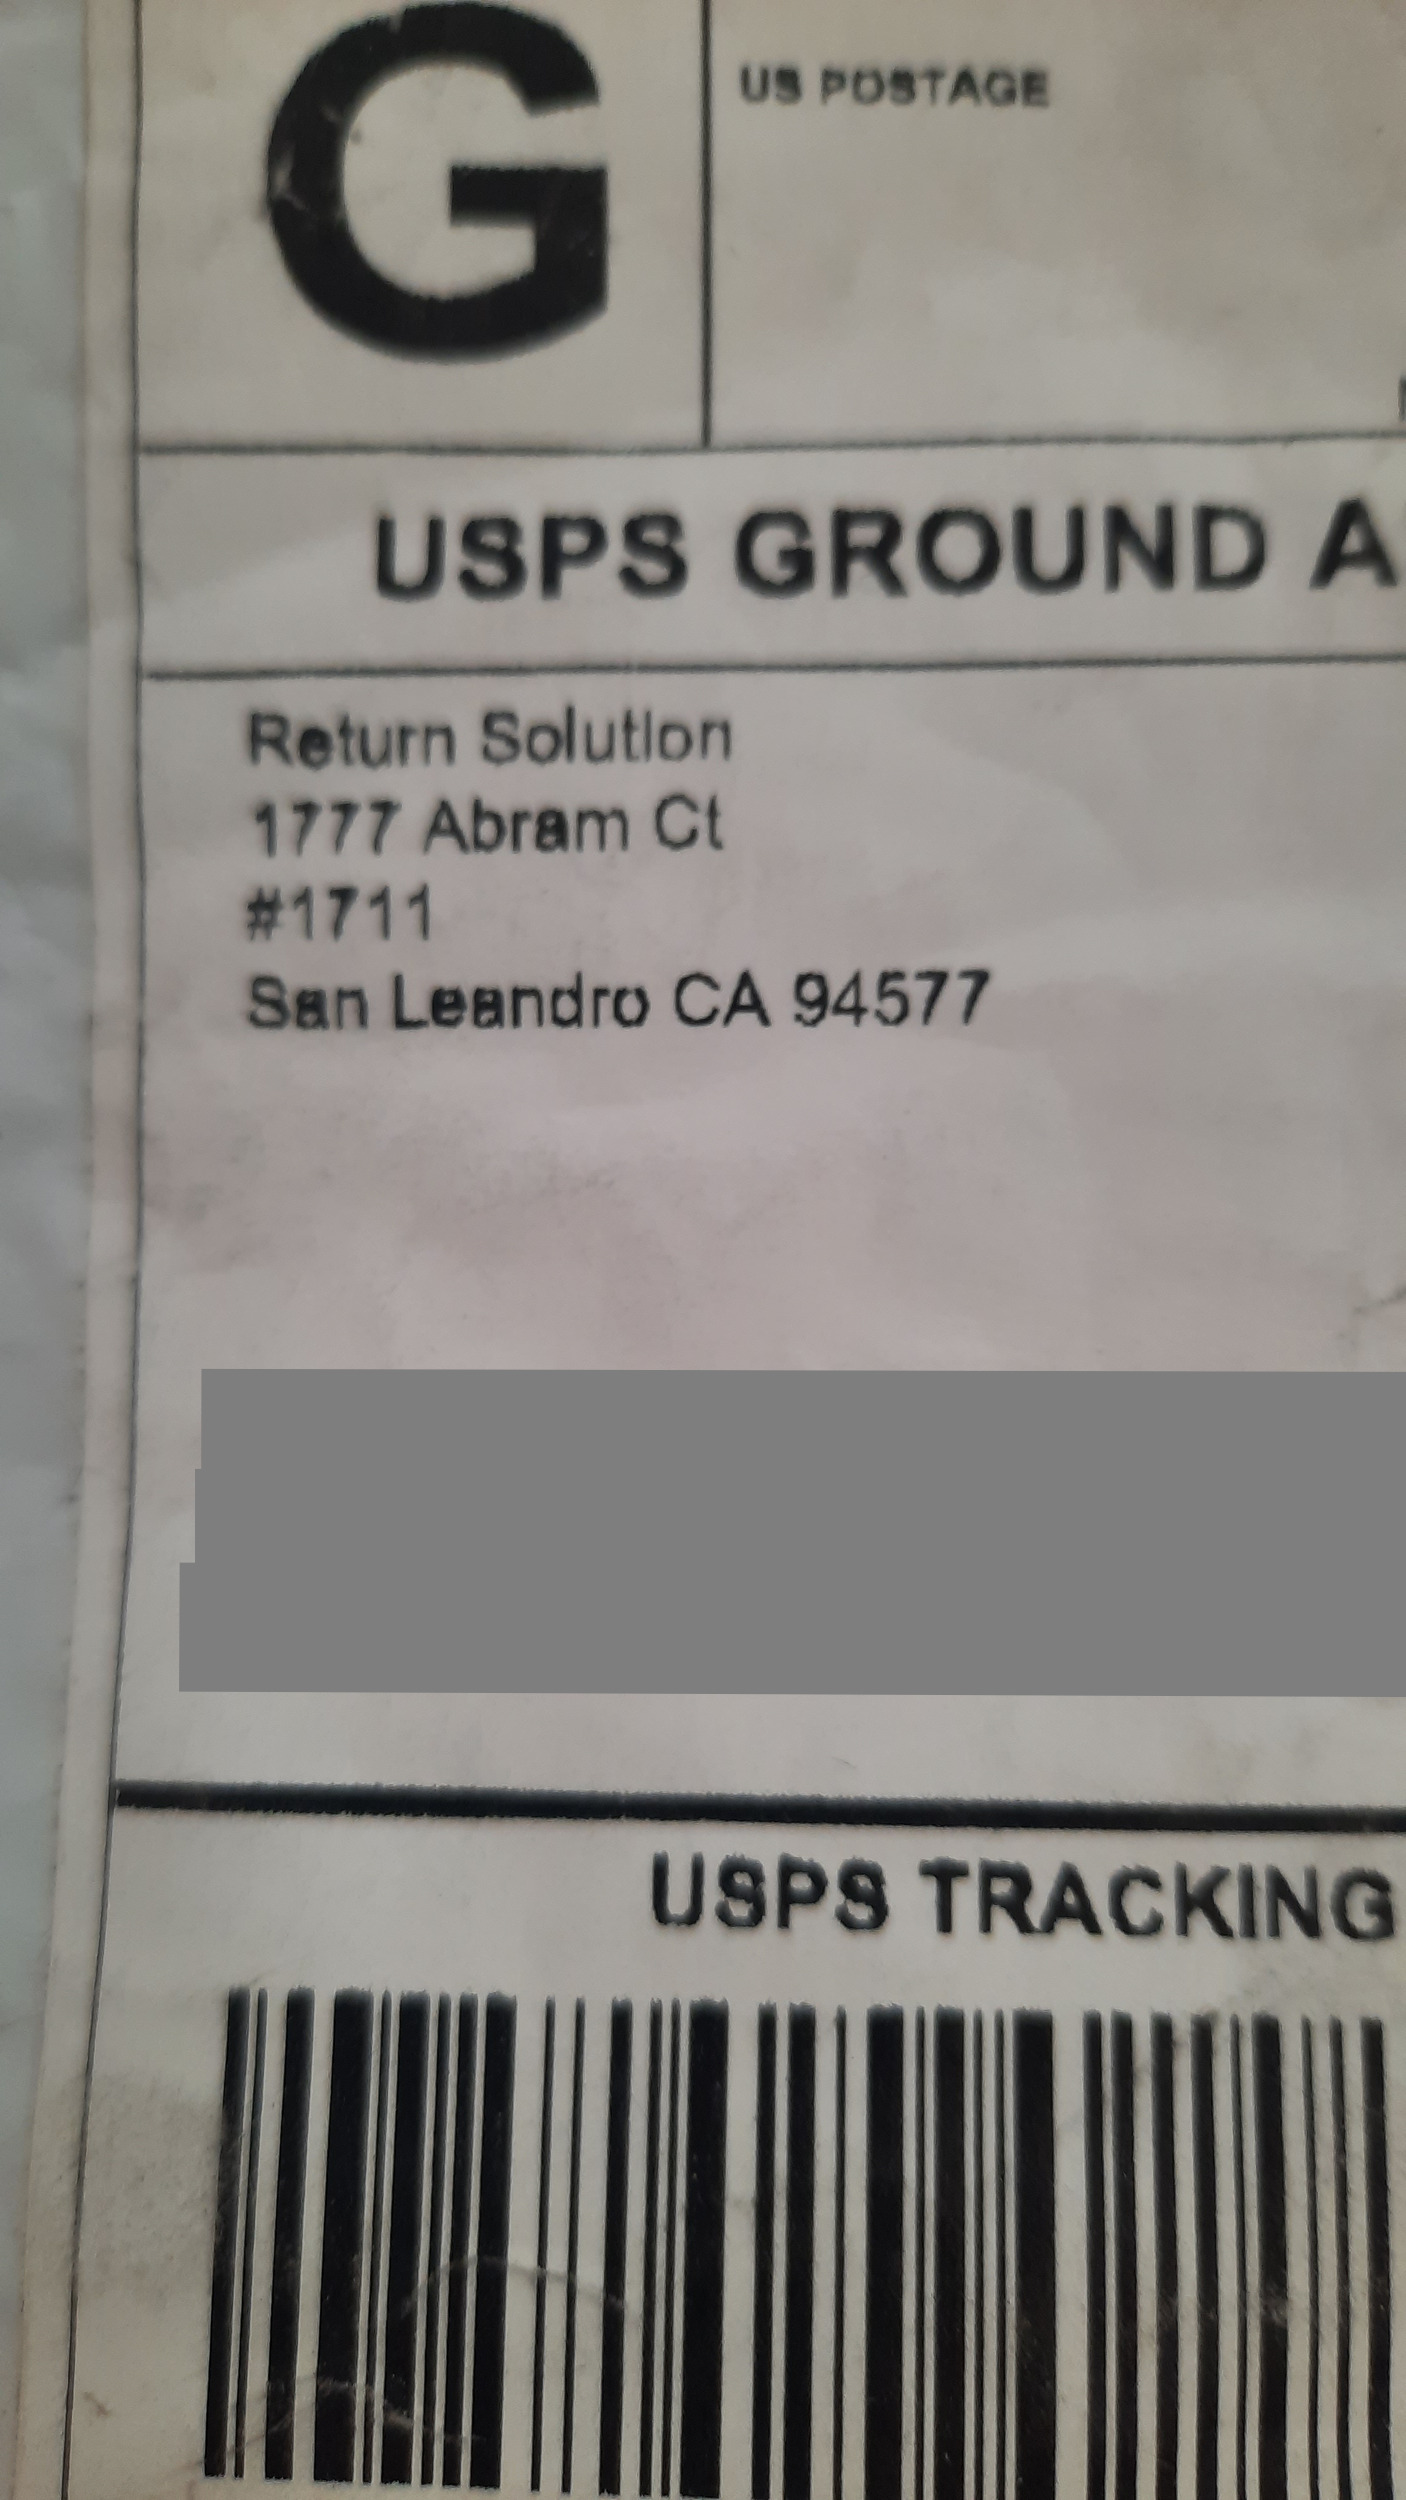 G
US POSTAGE
USPS GROUND A
Return Solution
1777 Abram Ct
#1711
San Leandro CA 94577
USPS TRACKING